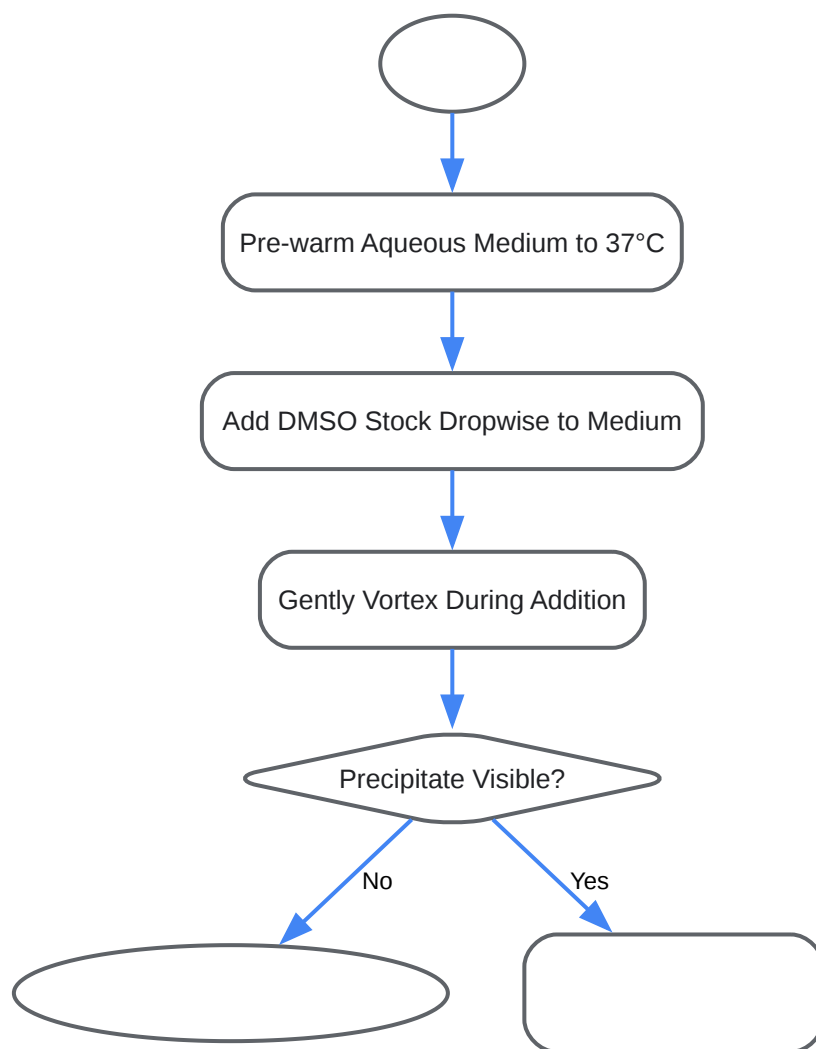 Pre-warm Aqueous Medium to 37°C
Add DMSO Stock Dropwise to Medium
Gently Vortex During Addition
Precipitate Visible?
No
Yes